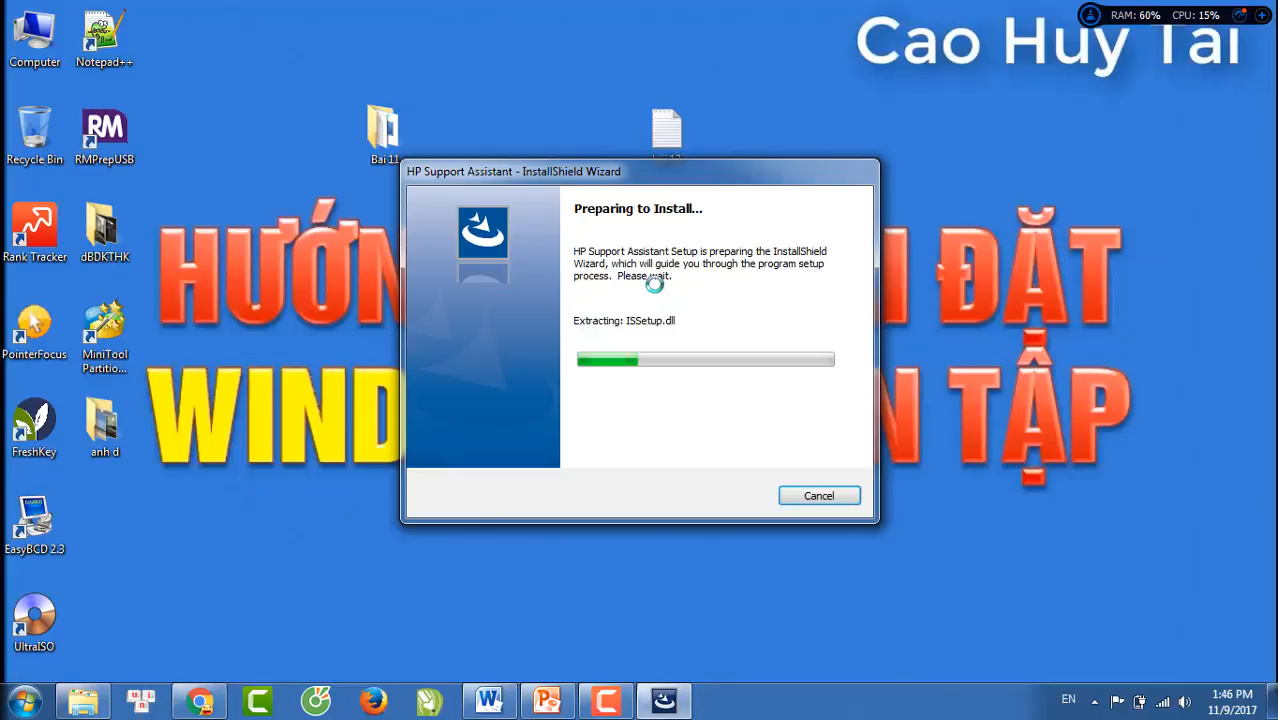 Cao Huy Tai
RAM: 60% CPU: 15%
Computer
Notepad++
Recycle Bin
RM
RMPrepUSB
Bai 11
Rank Tracker
dBDKTHK
PointerFocus
MiniTool
Partitio...
FreshKey
anh d
EasyBCD 2.3
UltraISO
HƯỚN
ĐẶT
WIND
TẬP
HP Support Assistant - InstallShield Wizard
Preparing to Install...
HP Support Assistant Setup is preparing the InstallShield
Wizard, which will guide you through the program setup
process. Please wait.
Extracting: ISSetup.dll
Cancel
EN
1:46 PM
11/9/2017